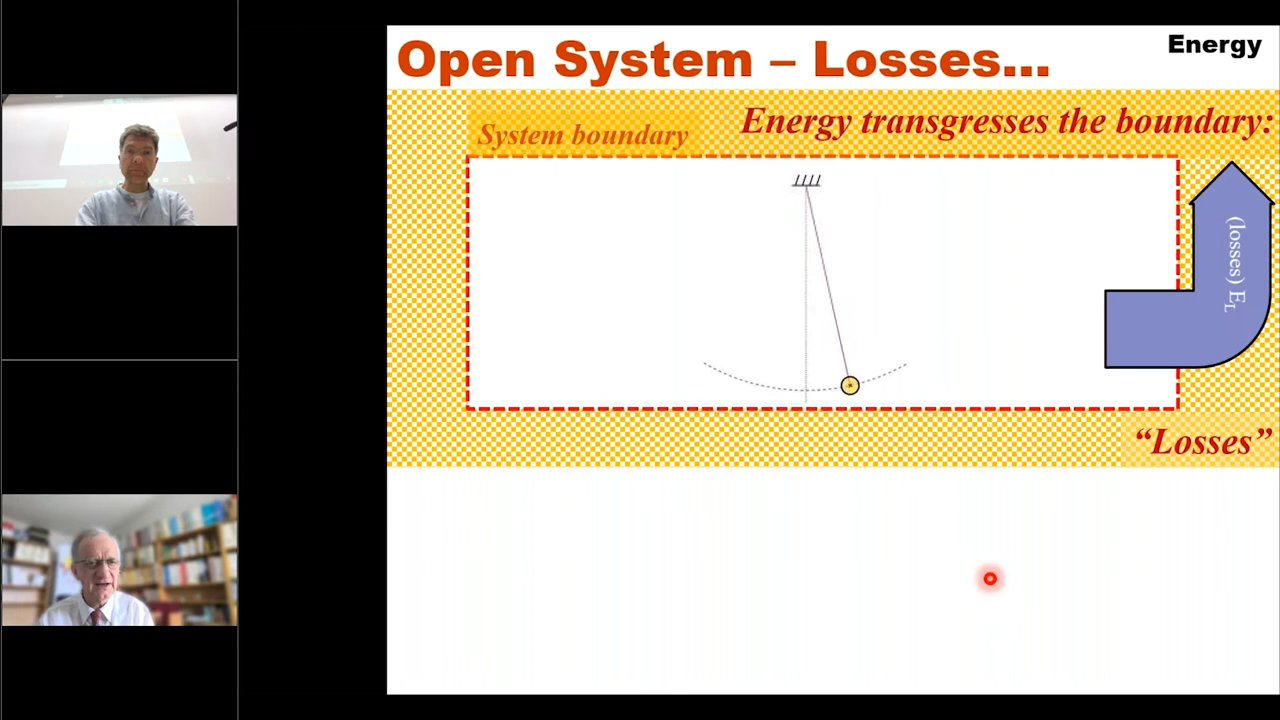 Open System – Losses...
Energy
System boundary
Energy transgresses the boundary:
(losses) E_L
“Losses”